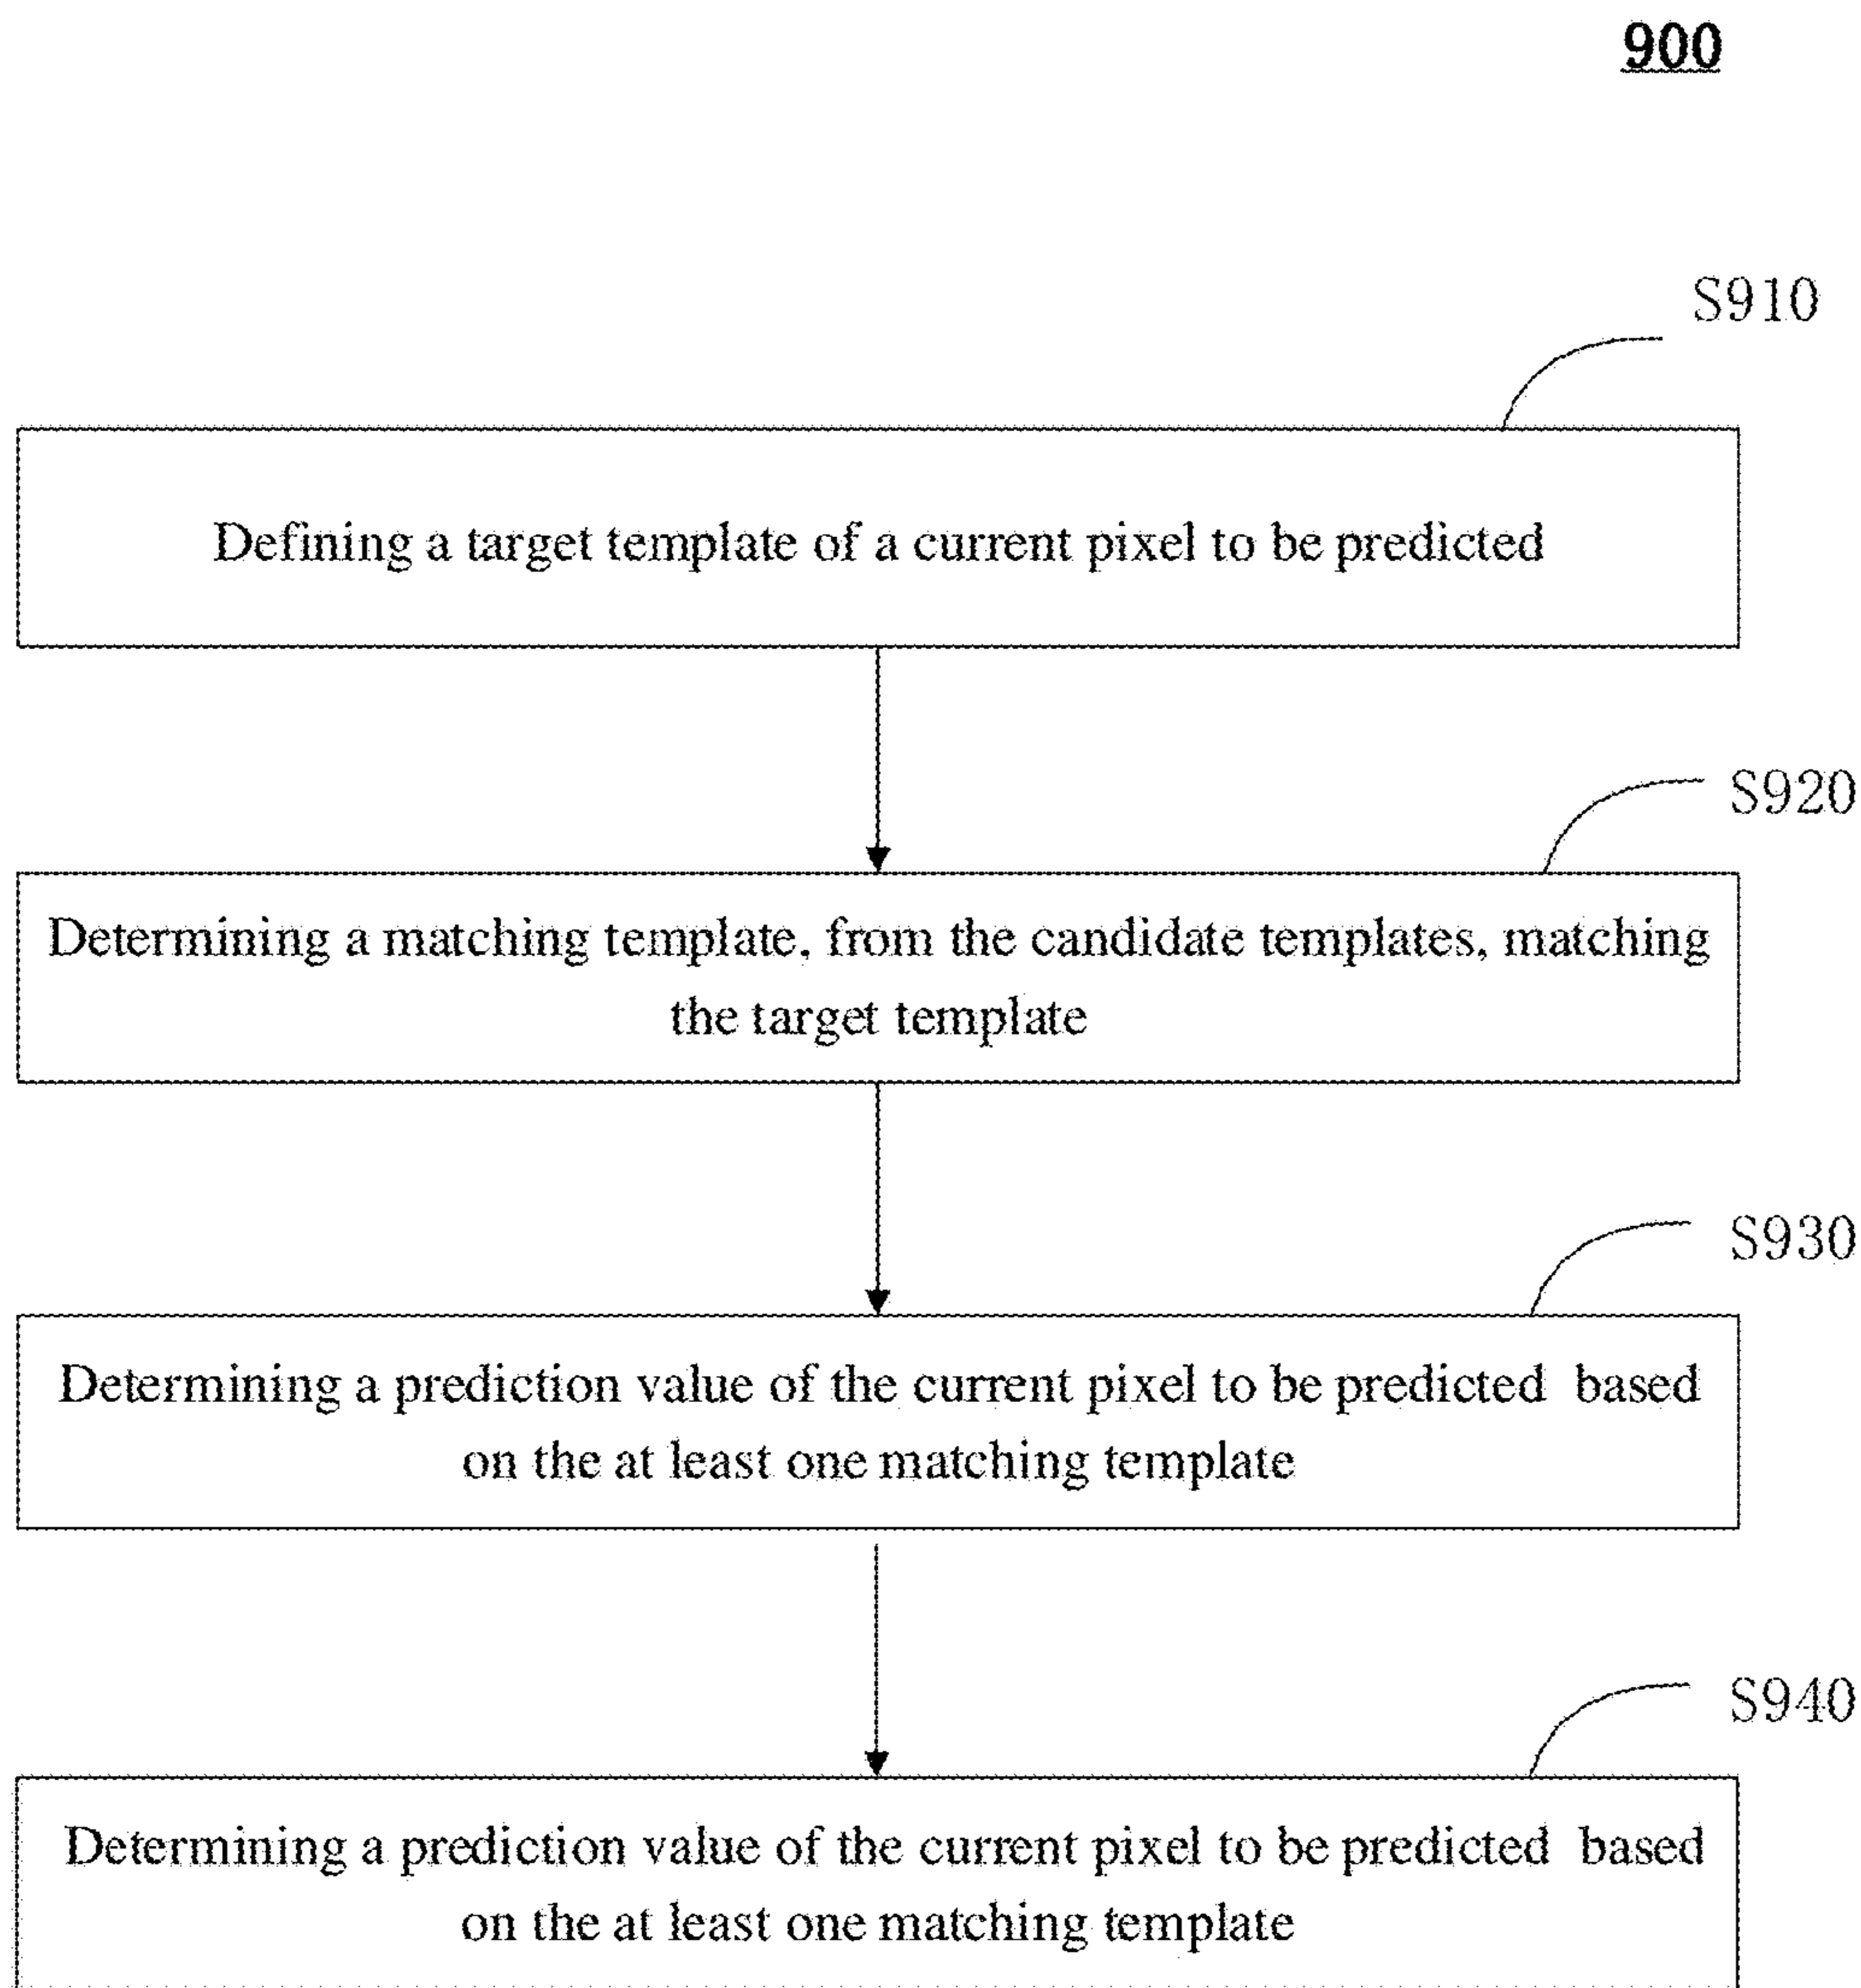 900
S910
Defining a target template of a current pixel to be predicted
S920
Determining a matching template, from the candidate templates, matching
the target template
S930
Determining a prediction value of the current pixel to be predicted based
on the at least one matching template
S940
Determining a prediction value of the current pixel to be predicted based
on the at least one matching template